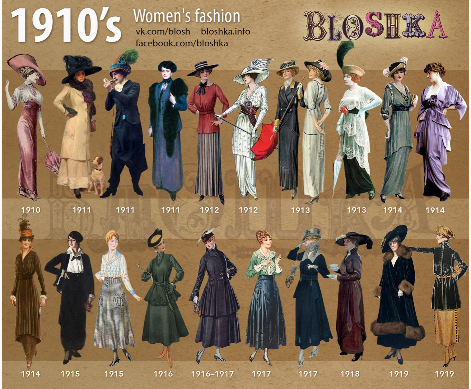 1910's
Women's fashion
vk.com/blosh bloshka.info
facebook.com/bloshka
BLOSHKA
1910 1911 1911 1912 1912 1912 1913 1913 1914 1914
1914 1915 1915 1916 1916-1917 1917 1917 1918 1919 1919